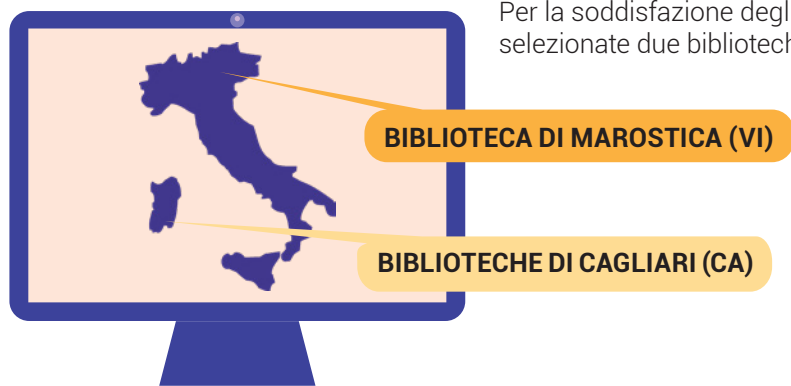 Per la soddisfazione degl
selezionate due bibliotech
BIBLIOTECA DI MAROSTICA (VI)
BIBLIOTECHE DI CAGLIARI (CA)